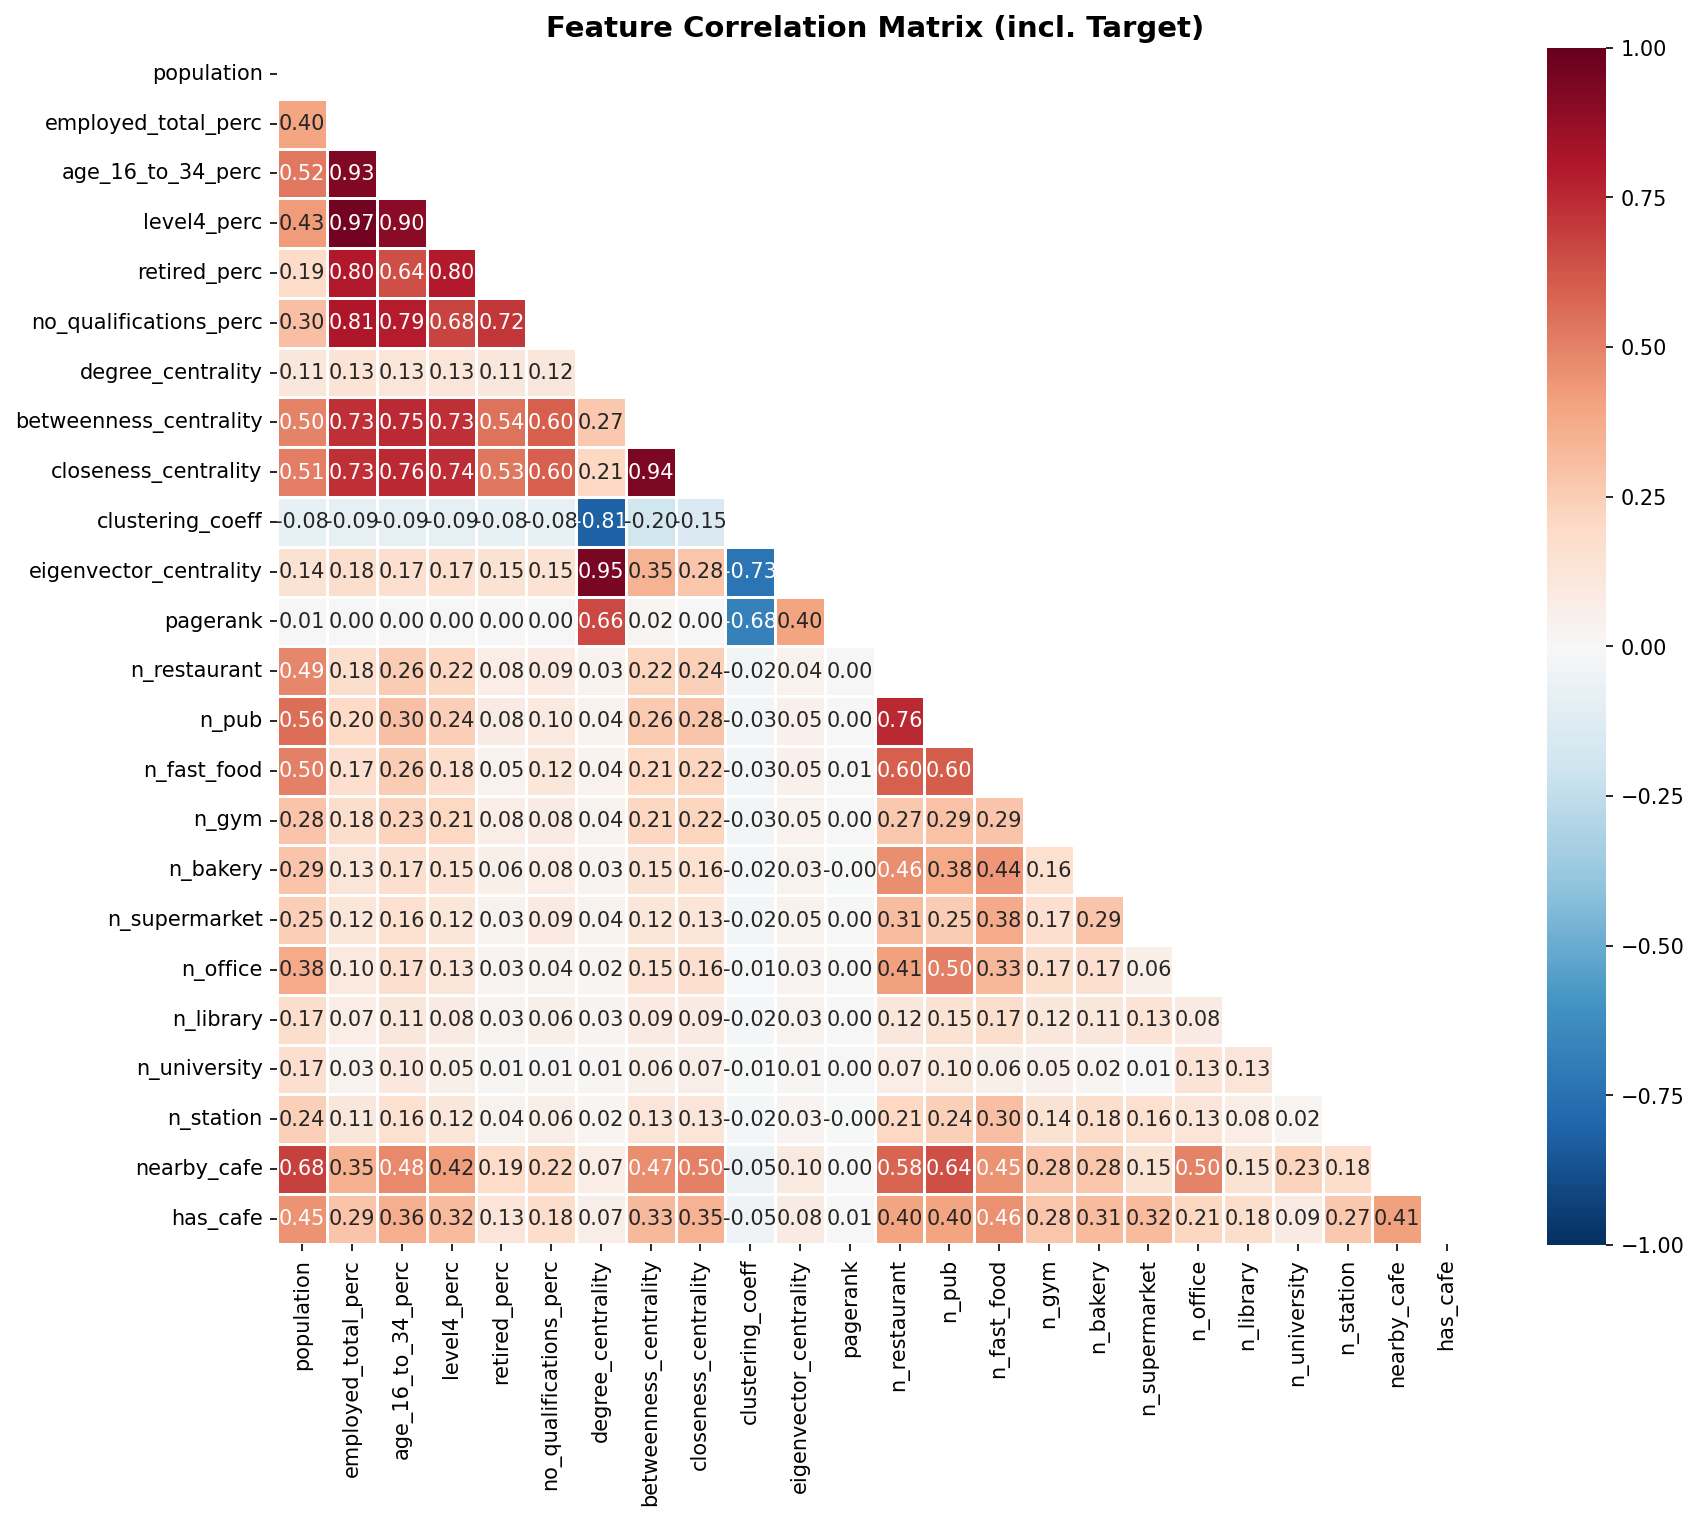 Feature Correlation Matrix (incl. Target)
population
employed_total_perc 0.40
age_16_to_34_perc 0.52 0.93
level4_perc 0.43 0.97 0.90
retired_perc 0.19 0.80 0.64 0.80
no_qualifications_perc 0.30 0.81 0.79 0.68 0.72
degree_centrality 0.11 0.13 0.13 0.13 0.11 0.12
betweenness_centrality 0.50 0.73 0.75 0.73 0.54 0.60 0.27
closeness_centrality 0.51 0.73 0.76 0.74 0.53 0.60 0.21 0.94
clustering_coeff -0.08 -0.09 -0.09 -0.09 -0.08 -0.08 -0.81 -0.20 -0.15
eigenvector_centrality 0.14 0.18 0.17 0.17 0.15 0.15 0.95 0.35 0.28 -0.73
pagerank 0.01 0.00 0.00 0.00 0.00 0.00 0.66 0.02 0.00 -0.68 0.40
n_restaurant 0.49 0.18 0.26 0.22 0.08 0.09 0.03 0.22 0.24 -0.02 0.04 0.00
n_pub 0.56 0.20 0.30 0.24 0.08 0.10 0.04 0.26 0.28 -0.03 0.05 0.00 0.76
n_fast_food 0.50 0.17 0.26 0.18 0.05 0.12 0.04 0.21 0.22 -0.03 0.05 0.01 0.60 0.60
n_gym 0.28 0.18 0.23 0.21 0.08 0.08 0.04 0.21 0.22 -0.03 0.05 0.00 0.27 0.29 0.29
n_bakery 0.29 0.13 0.17 0.15 0.06 0.08 0.03 0.15 0.16 -0.02 0.03 -0.00 0.46 0.38 0.44 0.16
n_supermarket 0.25 0.12 0.16 0.12 0.03 0.09 0.04 0.12 0.13 -0.02 0.05 0.00 0.31 0.25 0.38 0.17 0.29
n_office 0.38 0.10 0.17 0.13 0.03 0.04 0.02 0.15 0.16 -0.01 0.03 0.00 0.41 0.50 0.33 0.17 0.17 0.06
n_library 0.17 0.07 0.11 0.08 0.03 0.06 0.03 0.09 0.09 -0.02 0.03 0.00 0.12 0.15 0.17 0.12 0.11 0.13 0.08
n_university 0.17 0.03 0.10 0.05 0.01 0.01 0.01 0.06 0.07 -0.01 0.01 0.00 0.07 0.10 0.06 0.05 0.02 0.01 0.13 0.13
n_station 0.24 0.11 0.16 0.12 0.04 0.06 0.02 0.13 0.13 -0.02 0.03 -0.00 0.21 0.24 0.30 0.14 0.18 0.16 0.13 0.08 0.02
nearby_cafe 0.68 0.35 0.48 0.42 0.19 0.22 0.07 0.47 0.50 -0.05 0.10 0.00 0.58 0.64 0.45 0.28 0.28 0.15 0.50 0.15 0.23 0.18
has_cafe 0.45 0.29 0.36 0.32 0.13 0.18 0.07 0.33 0.35 -0.05 0.08 0.01 0.40 0.40 0.46 0.28 0.31 0.32 0.21 0.18 0.09 0.27 0.41
population
employed_total_perc
age_16_to_34_perc
level4_perc
retired_perc
no_qualifications_perc
degree_centrality
betweenness_centrality
closeness_centrality
clustering_coeff
eigenvector_centrality
pagerank
n_restaurant
n_pub
n_fast_food
n_gym
n_bakery
n_supermarket
n_office
n_library
n_university
n_station
nearby_cafe
has_cafe
1.00
0.75
0.50
0.25
0.00
−0.25
−0.50
−0.75
−1.00